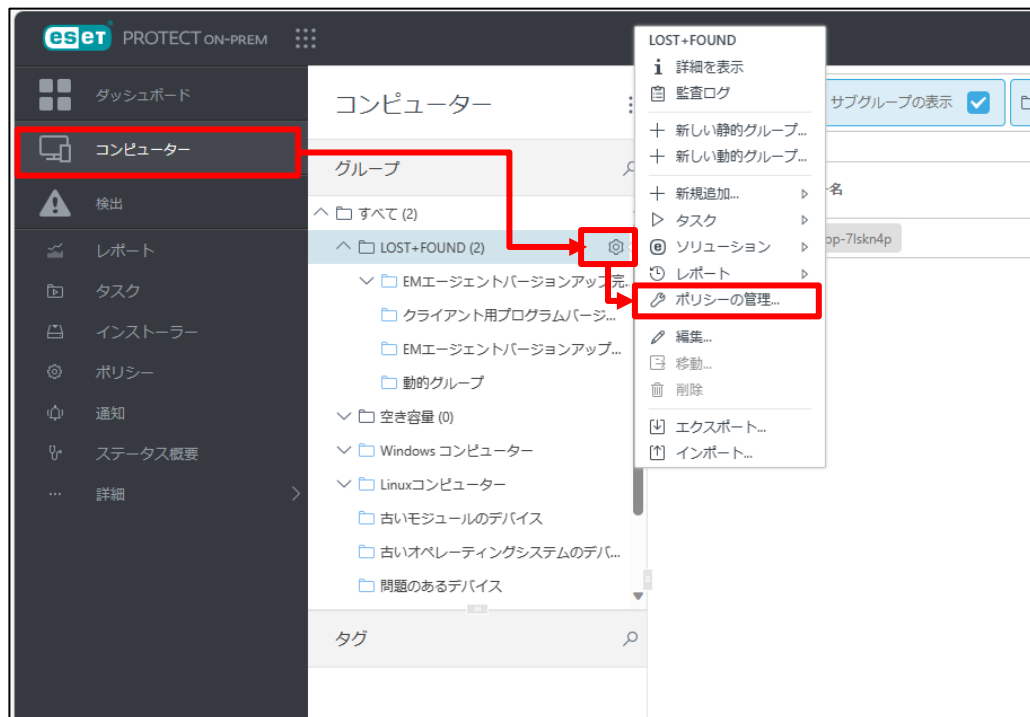 eset PROTECT ON-PREM
ダッシュボード
コンピューター
検出
レポート
タスク
インストーラー
ポリシー
通知
ステータス概要
詳細
コンピューター
グループ
すべて (2)
LOST+FOUND (2)
EMエージェントバージョンアップ完...
クライアント用プログラムバージ...
EMエージェントバージョンアップ...
動的グループ
空き容量 (0)
Windows コンピューター
Linuxコンピューター
古いモジュールのデバイス
古いオペレーティングシステムのデバ...
問題のあるデバイス
タグ
LOST+FOUND
詳細を表示
監査ログ
新しい静的グループ...
新しい動的グループ...
新規追加...
タスク
ソリューション
レポート
ポリシーの管理...
編集...
移動...
削除
エクスポート...
インポート...
サブグループの表示
名
op-7lskn4p